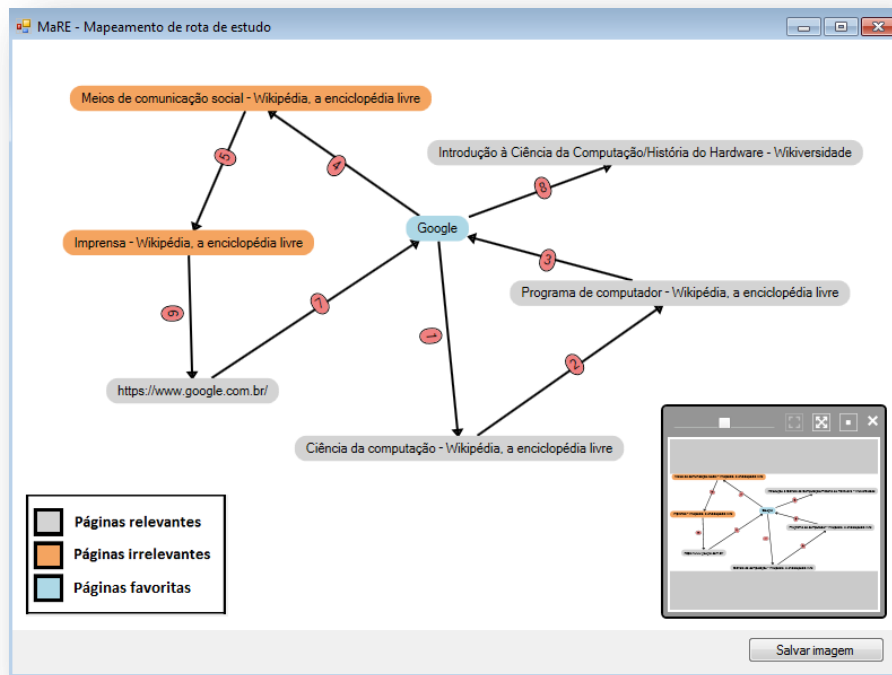 MaRE - Mapeamento de rota de estudo
Meios de comunicação social - Wikipédia, a enciclopédia livre
5
4
Introdução à Ciência da Computação/História do Hardware - Wikiversidade
8
Google
Imprensa - Wikipédia, a enciclopédia livre
3
Programa de computador - Wikipédia, a enciclopédia livre
6
7
1
2
https://www.google.com.br/
Ciência da computação - Wikipédia, a enciclopédia livre
Páginas relevantes
Páginas irrelevantes
Páginas favoritas
Salvar imagem